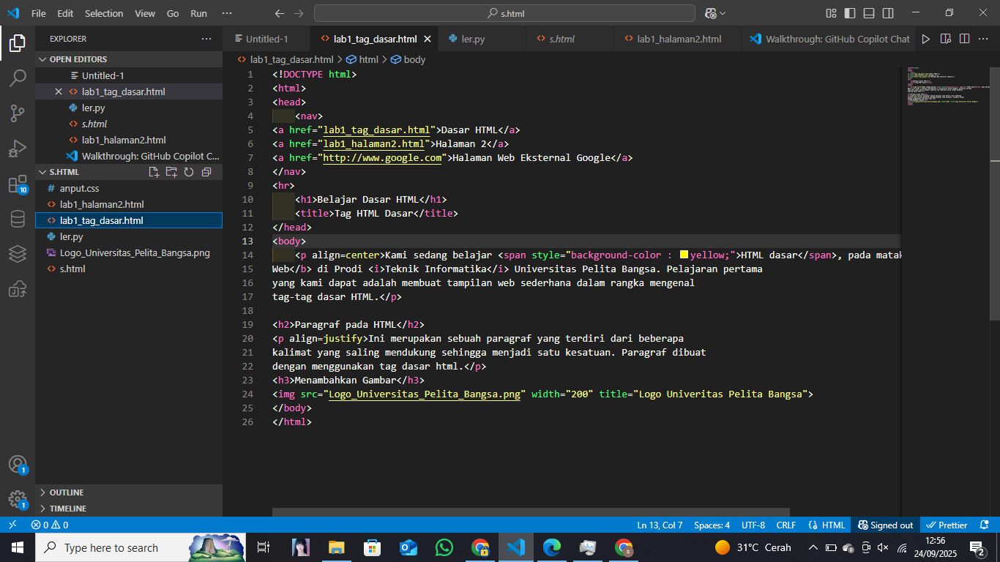 File Edit Selection View Go Run ··· s.html
EXPLORER ···
OPEN EDITORS
Untitled-1
lab1_tag_dasar.html
ler.py
s.html
lab1_halaman2.html
Walkthrough: GitHub Copilot C...
S.HTML
anput.css
lab1_halaman2.html
lab1_tag_dasar.html
ler.py
Logo_Universitas_Pelita_Bangsa.png
s.html
OUTLINE
TIMELINE
10
1
1
Untitled-1 lab1_tag_dasar.html ler.py s.html lab1_halaman2.html Walkthrough: GitHub Copilot Chat ···
lab1_tag_dasar.html > html > body
1 <!DOCTYPE html>
2 <html>
3 <head>
4     <nav>
5 <a href="lab1_tag_dasar.html">Dasar HTML</a>
6 <a href="lab1_halaman2.html">Halaman 2</a>
7 <a href="http://www.google.com">Halaman Web Eksternal Google</a>
8 </nav>
9 <hr>
10     <h1>Belajar Dasar HTML</h1>
11     <title>Tag HTML Dasar</title>
12 </head>
13 <body>
14     <p align=center>Kami sedang belajar <span style="background-color : yellow;">HTML dasar</span>, pada matak
15 Web</b> di Prodi <i>Teknik Informatika</i> Universitas Pelita Bangsa. Pelajaran pertama
16 yang kami dapat adalah membuat tampilan web sederhana dalam rangka mengenal
17 tag-tag dasar HTML.</p>
18
19 <h2>Paragraf pada HTML</h2>
20 <p align=justify>Ini merupakan sebuah paragraf yang terdiri dari beberapa
21 kalimat yang saling mendukung sehingga menjadi satu kesatuan. Paragraf dibuat
22 dengan menggunakan tag dasar html.</p>
23 <h3>Menambahkan Gambar</h3>
24 <img src="Logo_Universitas_Pelita_Bangsa.png" width="200" title="Logo Univeritas Pelita Bangsa">
25 </body>
26 </html>
0 0 Ln 13, Col 7 Spaces: 4 UTF-8 CRLF HTML Signed out Prettier
Type here to search 31°C Cerah 12:56
24/09/2025 2